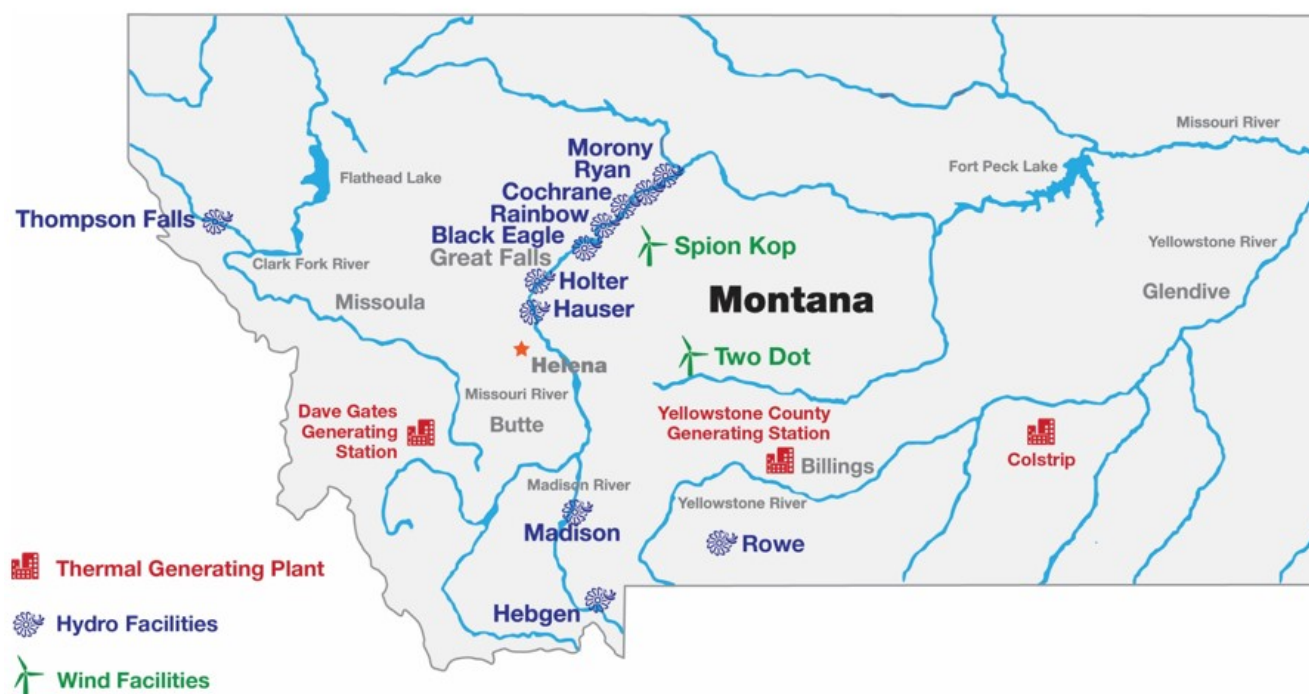 Missouri River
Morony
Ryan
Fort Peck Lake
Flathead Lake
Cochrane
Rainbow
Thompson Falls
Black Eagle
Great Falls
Spion Kop
Yellowstone River
Clark Fork River
Holter
Glendive
Missoula
Montana
Hauser
Helena
Two Dot
Missouri River
Dave Gates
Generating
Station
Butte
Yellowstone County
Generating Station
Billings
Colstrip
Madison River
Yellowstone River
Madison
Rowe
Thermal Generating Plant
Hebgen
Hydro Facilities
Wind Facilities